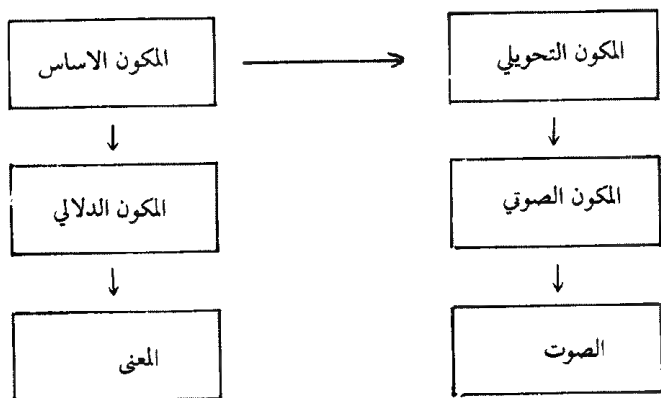 المكون التحويلي
المكون الاساس
المكون الصوتي
المكون الدلالي
الصوت
المعنى